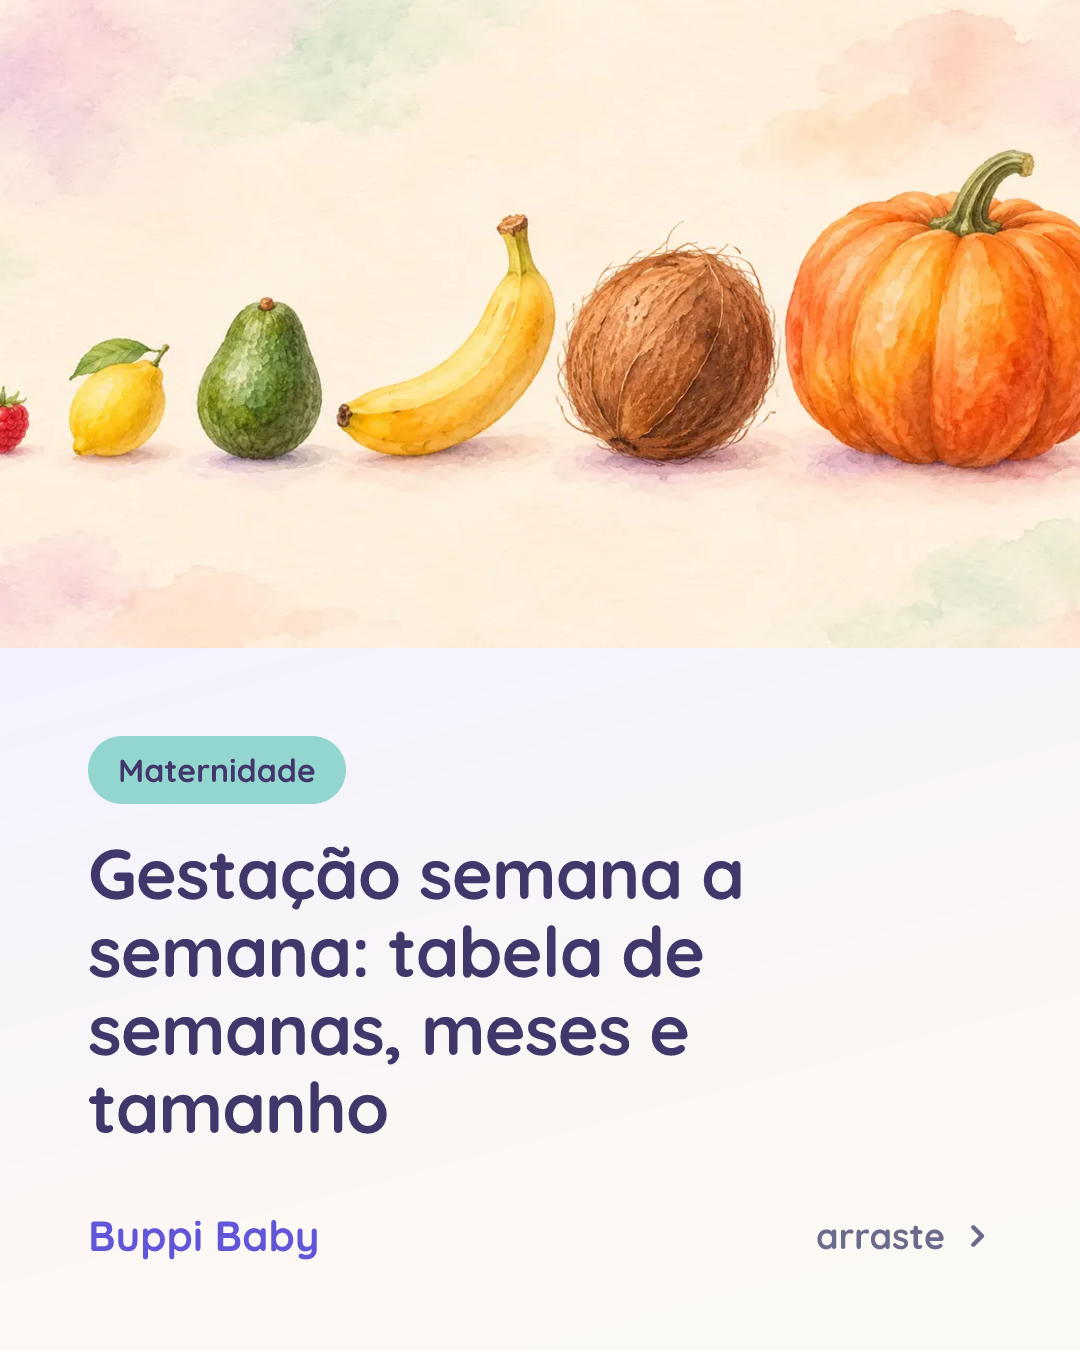 Maternidade
Gestação semana a
semana: tabela de
semanas, meses e
tamanho
Buppi Baby
arraste